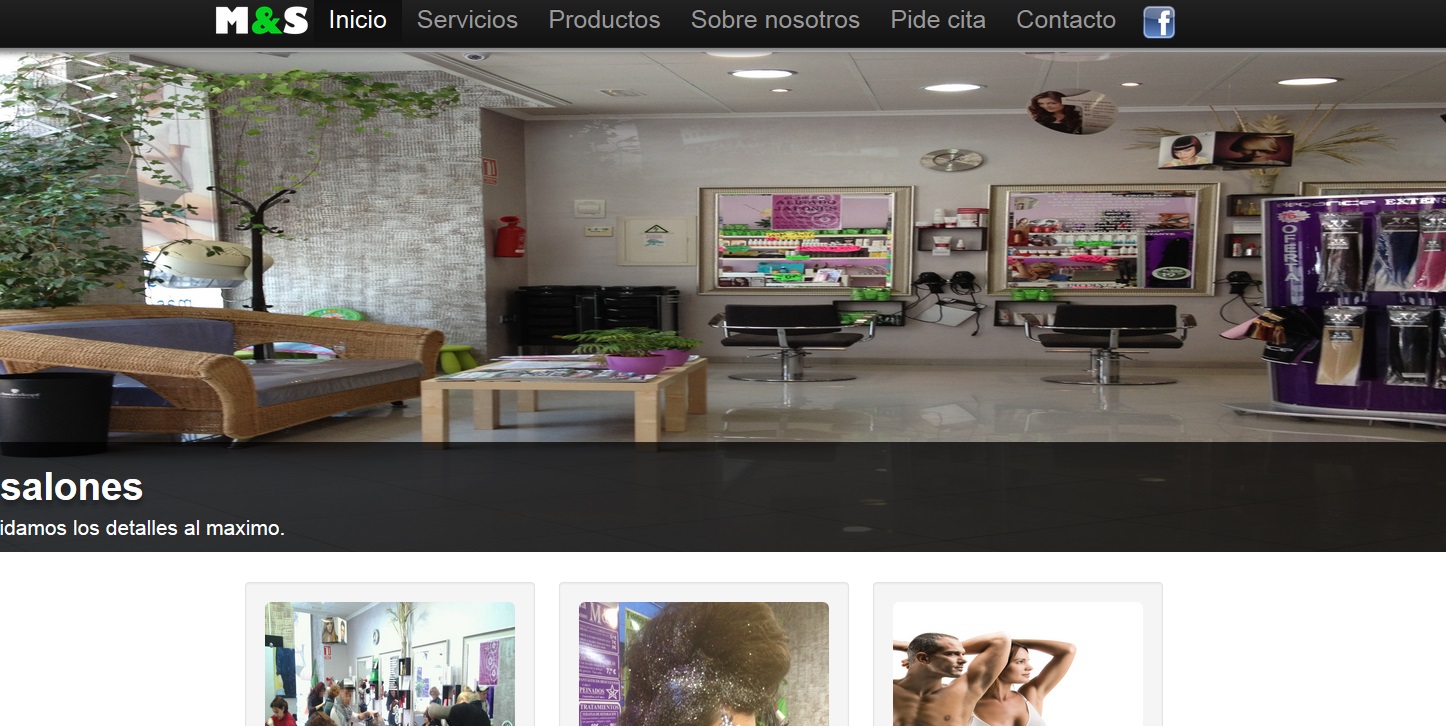 M&S Inicio Servicios Productos Sobre nosotros Pide cita Contacto f
OFERTA
salones
idamos los detalles al maximo.
PEINADOS
TRATAMIENTOS